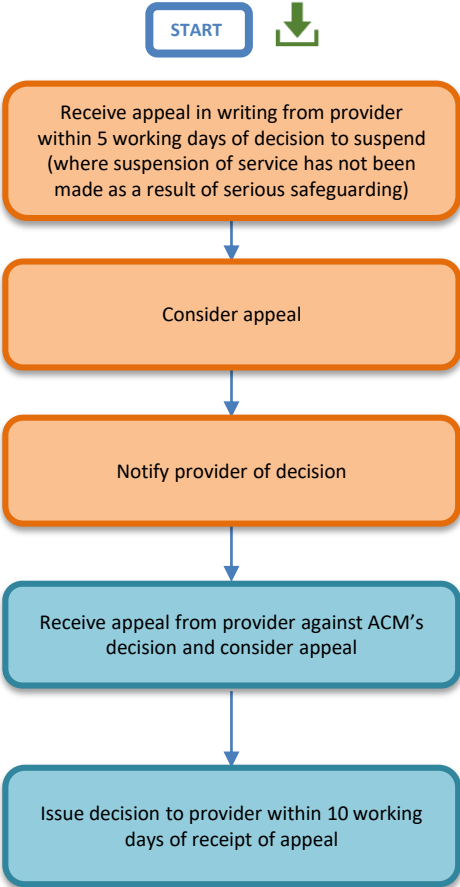 START
Receive appeal in writing from provider
within 5 working days of decision to suspend
(where suspension of service has not been
made as a result of serious safeguarding)
Consider appeal
Notify provider of decision
Receive appeal from provider against ACM’s
decision and consider appeal
Issue decision to provider within 10 working
days of receipt of appeal